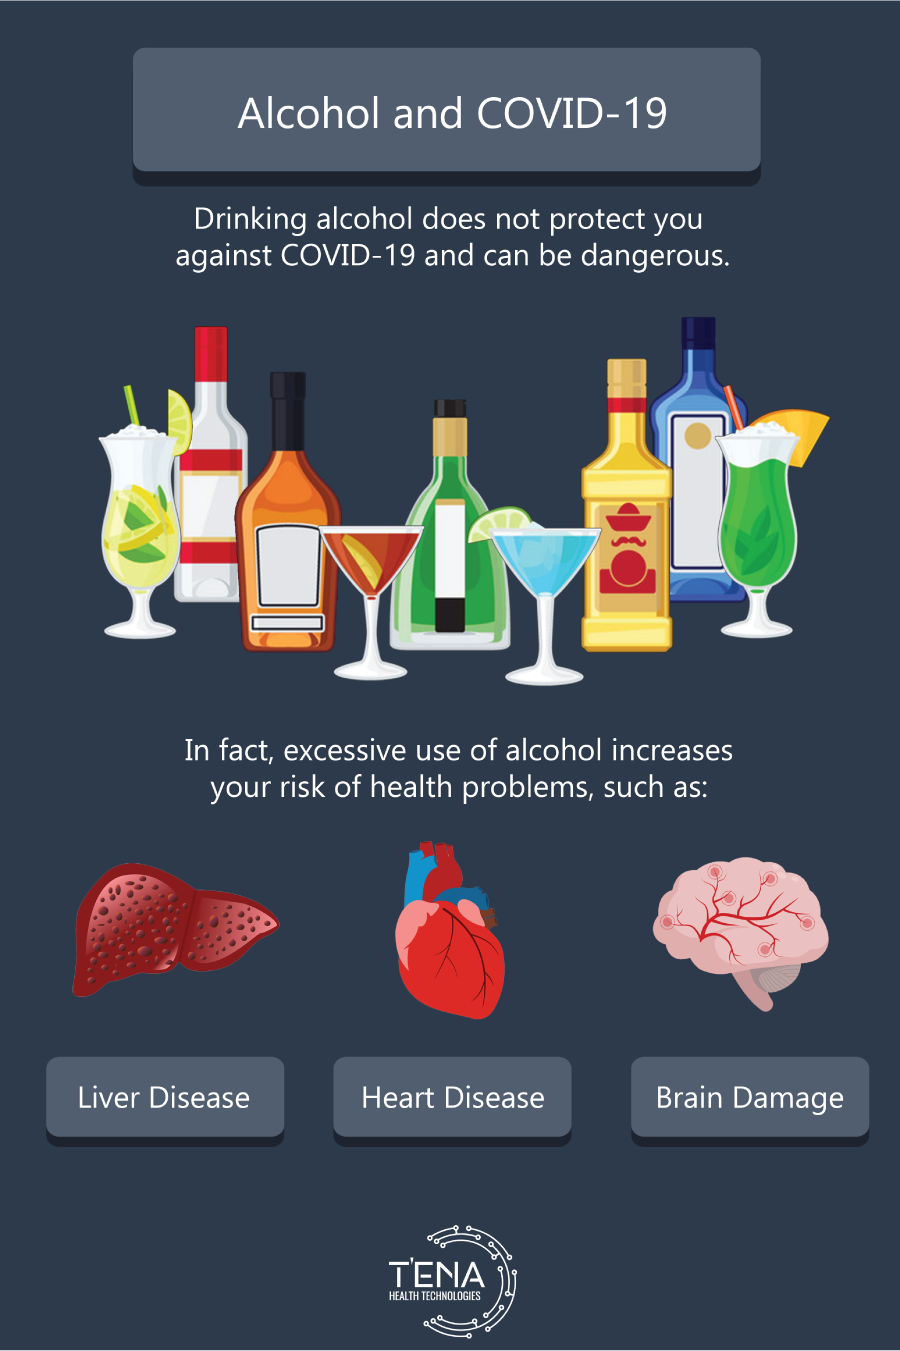 Alcohol and COVID-19
Drinking alcohol does not protect you
against COVID-19 and can be dangerous.
In fact, excessive use of alcohol increases
your risk of health problems, such as:
Liver Disease
Heart Disease
Brain Damage
T'ENA
HEALTH TECHNOLOGIES